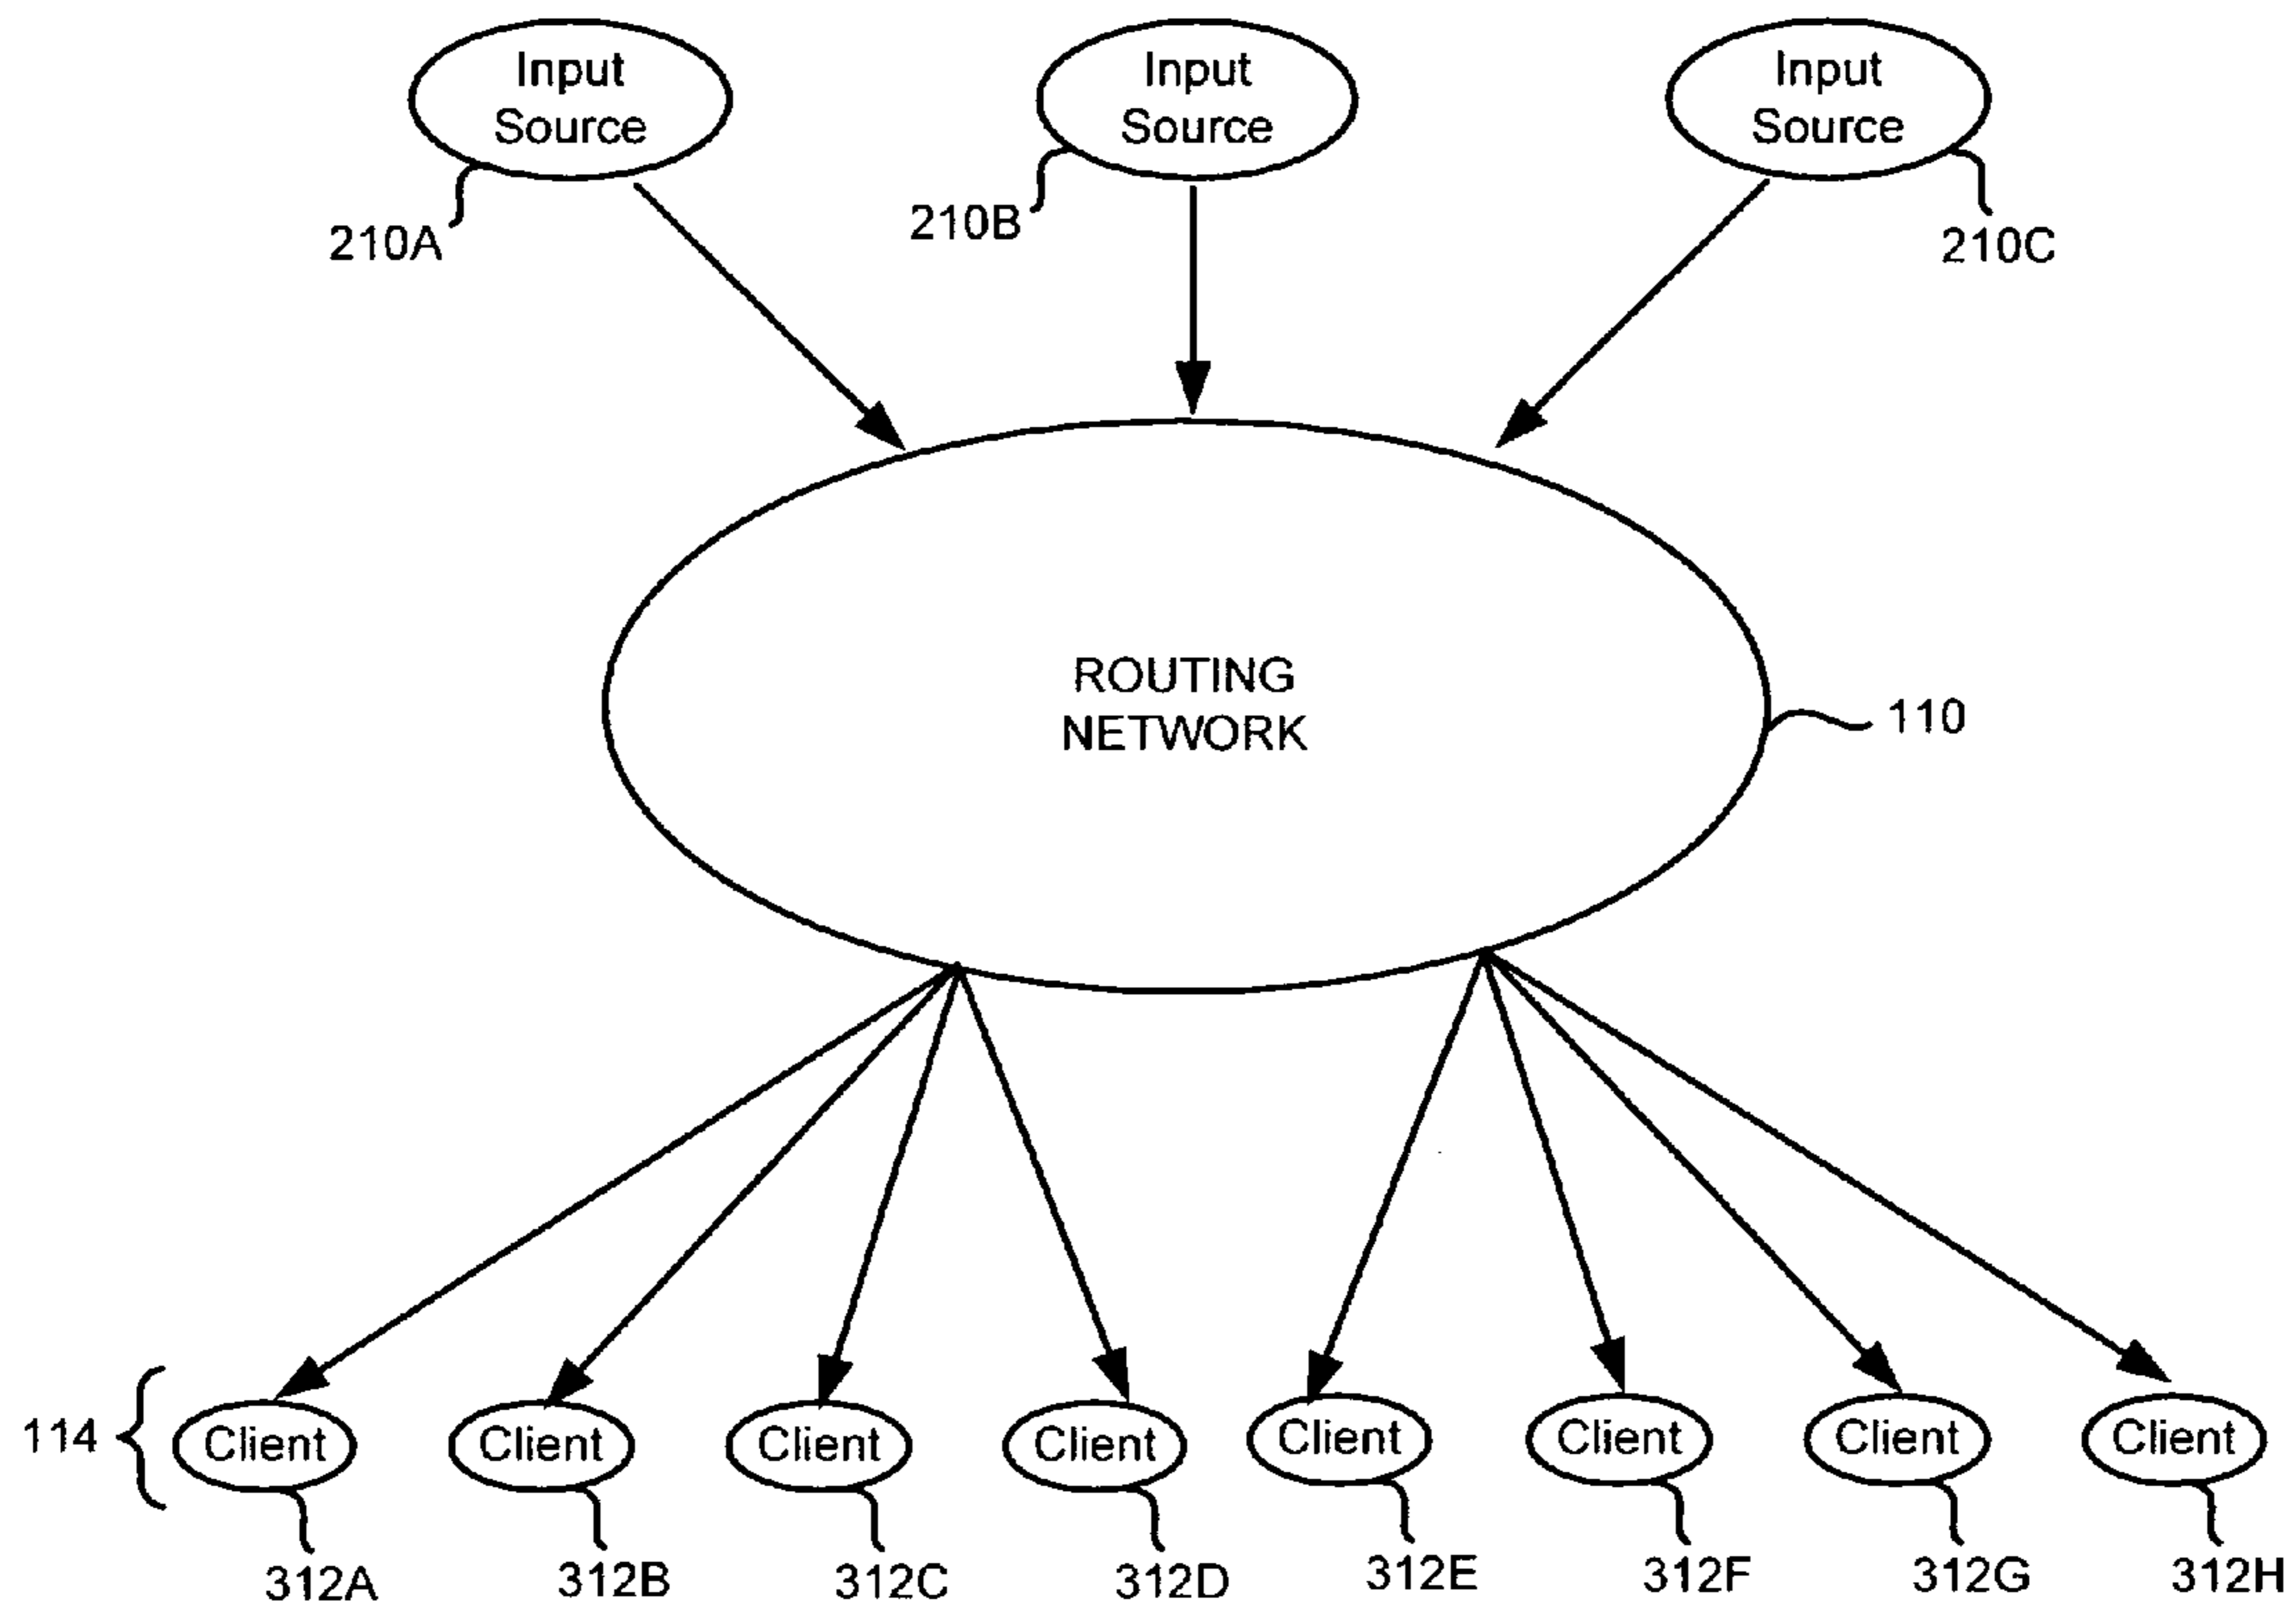 Input
Source
Input
Source
Input
Source
210A
210B
210C
ROUTING
NETWORK
110
114
Client
Client
Client
Client
Client
Client
Client
Client
312A
312B
312C
312D
312E
312F
312G
312H